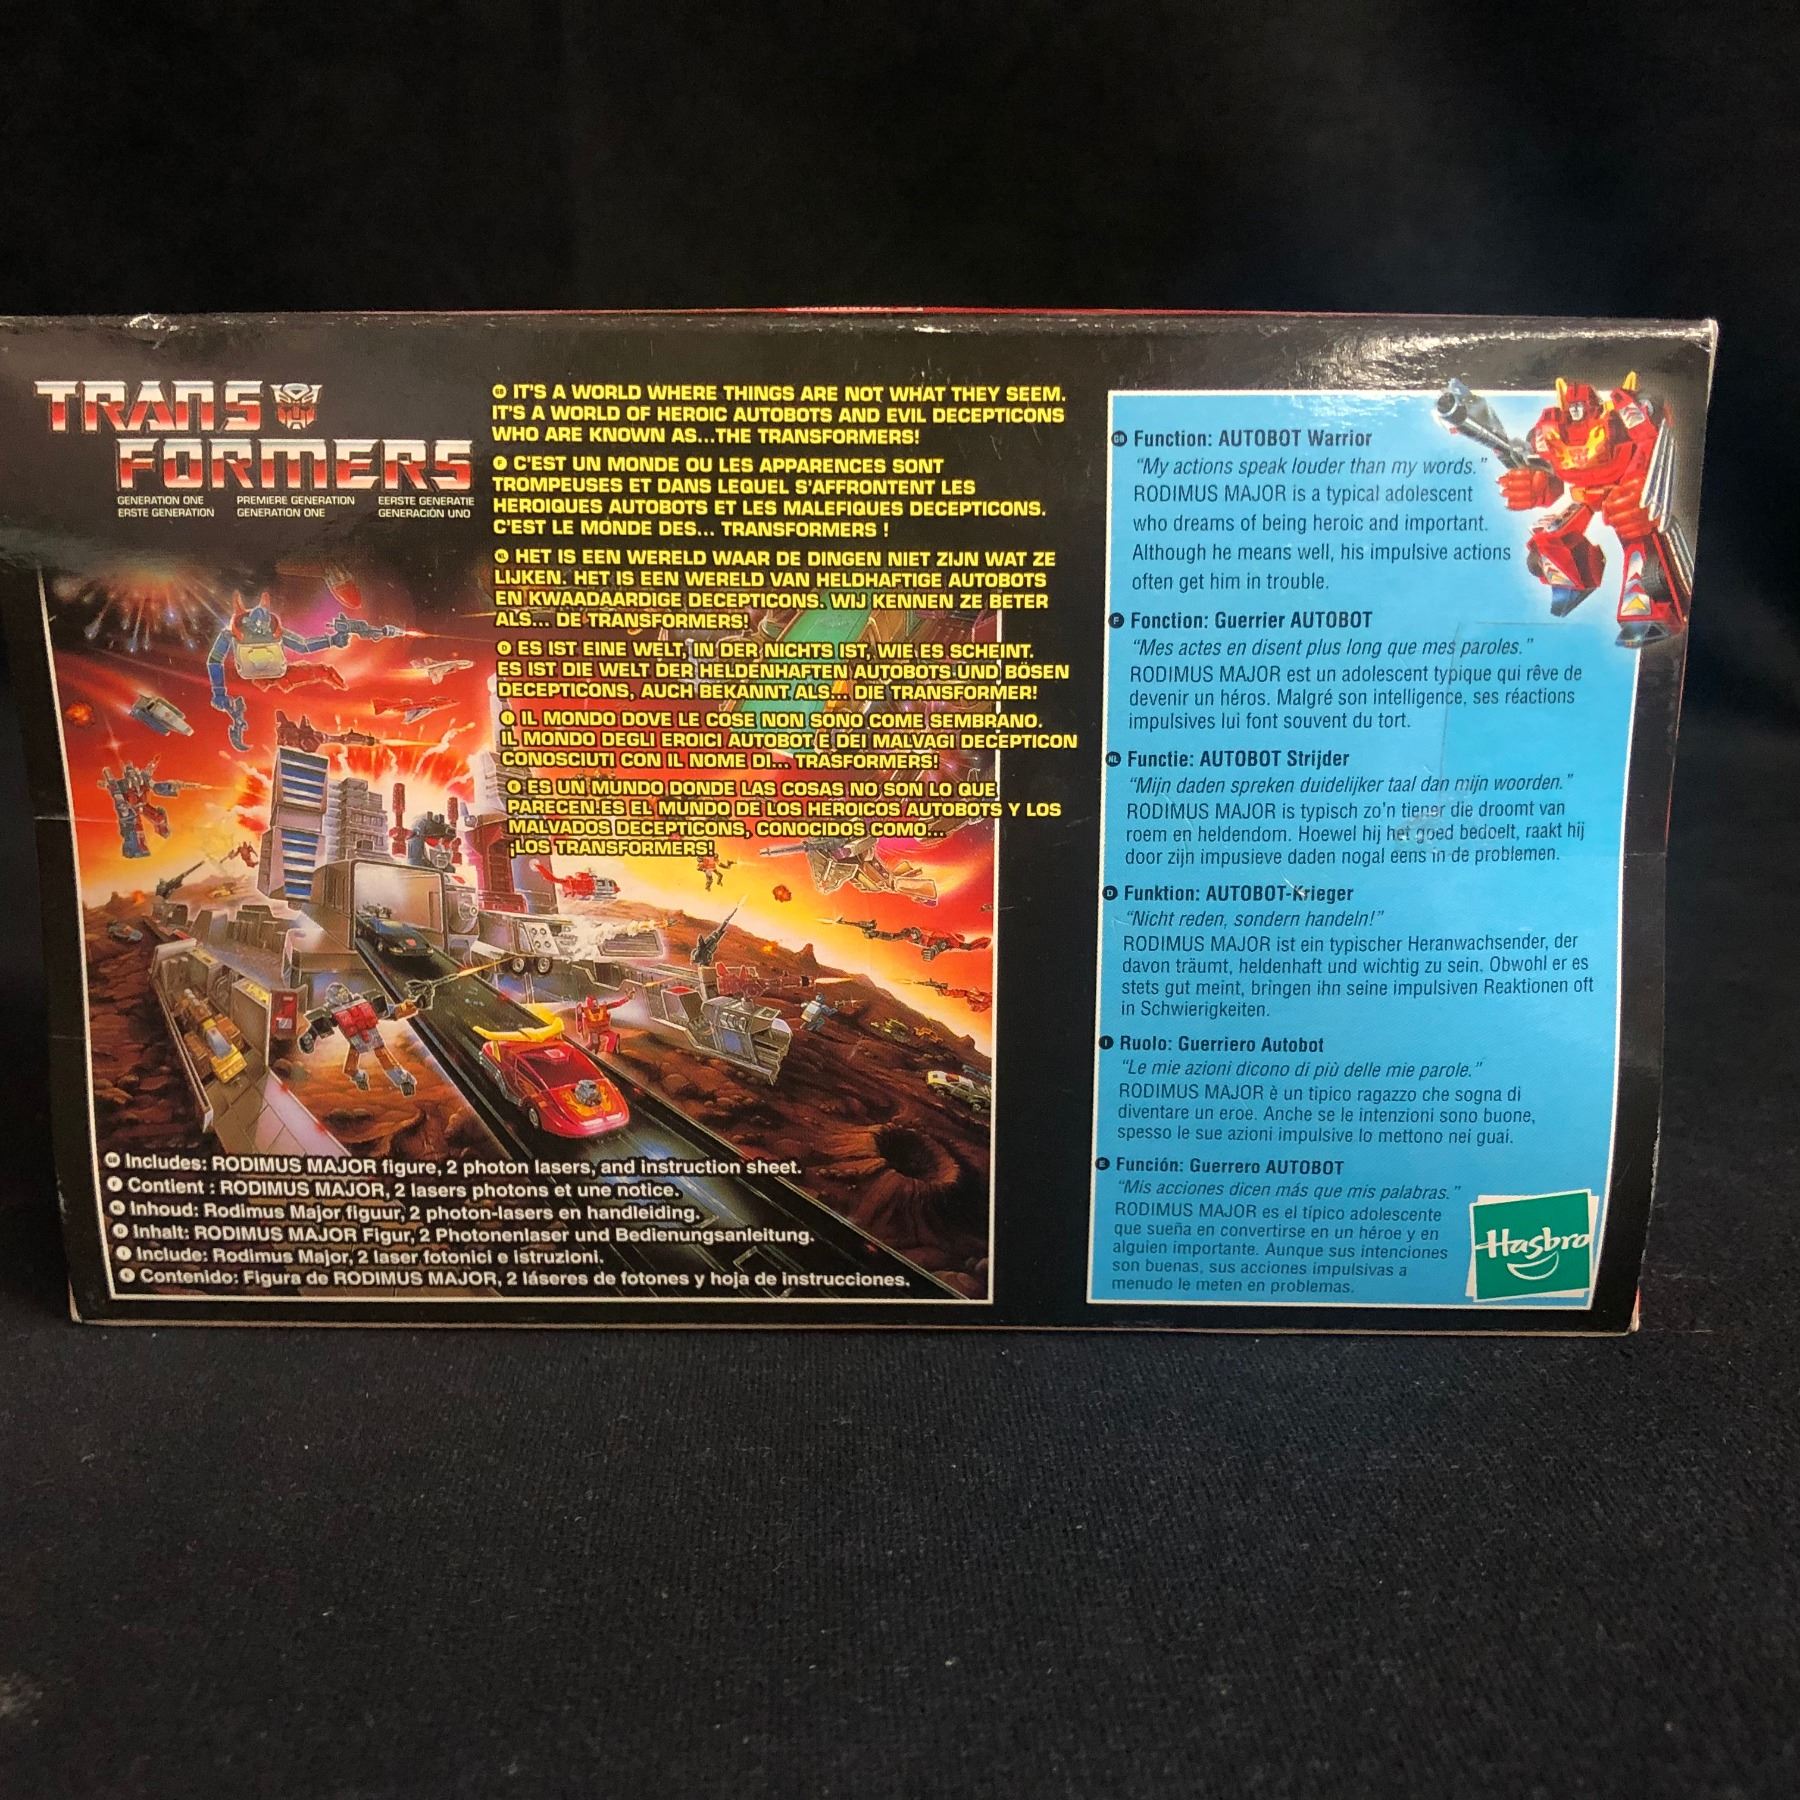 TRANS
FORMERS
GENERATION ONE PREMIERE GENERATION EERSTE GENERATIE
ERSTE GENERATION GENERATION ONE GENERACIÓN UNO
GB IT'S A WORLD WHERE THINGS ARE NOT WHAT THEY SEEM.
IT'S A WORLD OF HEROIC AUTOBOTS AND EVIL DECEPTICONS
WHO ARE KNOWN AS...THE TRANSFORMERS!
F C'EST UN MONDE OU LES APPARENCES SONT
TROMPEUSES ET DANS LEQUEL S'AFFRONTENT LES
HEROIQUES AUTOBOTS ET LES MALEFIQUES DECEPTICONS.
C'EST LE MONDE DES... TRANSFORMERS !
NL HET IS EEN WERELD WAAR DE DINGEN NIET ZIJN WAT ZE
LIJKEN. HET IS EEN WERELD VAN HELDHAFTIGE AUTOBOTS
EN KWAADAARDIGE DECEPTICONS. WIJ KENNEN ZE BETER
ALS... DE TRANSFORMERS!
D ES IST EINE WELT, IN DER NICHTS IST, WIE ES SCHEINT.
ES IST DIE WELT DER HELDENHAFTEN AUTOBOTS UND BÖSEN
DECEPTICONS, AUCH BEKANNT ALS... DIE TRANSFORMER!
I IL MONDO DOVE LE COSE NON SONO COME SEMBRANO.
IL MONDO DEGLI EROICI AUTOBOT E DEI MALVAGI DECEPTICON
CONOSCIUTI CON IL NOME DI... TRASFORMERS!
E ES UN MUNDO DONDE LAS COSAS NO SON LO QUE
PARECEN.ES EL MUNDO DE LOS HEROICOS AUTOBOTS Y LOS
MALVADOS DECEPTICONS, CONOCIDOS COMO...
¡LOS TRANSFORMERS!
GB Includes: RODIMUS MAJOR figure, 2 photon lasers, and instruction sheet.
F Contient : RODIMUS MAJOR, 2 lasers photons et une notice.
NL Inhoud: Rodimus Major figuur, 2 photon-lasers en handleiding.
D Inhalt: RODIMUS MAJOR Figur, 2 Photonenlaser und Bedienungsanleitung.
I Include: Rodimus Major, 2 laser fotonici e istruzioni.
E Contenido: Figura de RODIMUS MAJOR, 2 láseres de fotones y hoja de instrucciones.
GB Function: AUTOBOT Warrior
"My actions speak louder than my words."
RODIMUS MAJOR is a typical adolescent
who dreams of being heroic and important.
Although he means well, his impulsive actions
often get him in trouble.
F Fonction: Guerrier AUTOBOT
"Mes actes en disent plus long que mes paroles."
RODIMUS MAJOR est un adolescent typique qui rêve de
devenir un héros. Malgré son intelligence, ses réactions
impulsives lui font souvent du tort.
NL Functie: AUTOBOT Strijder
"Mijn daden spreken duidelijker taal dan mijn woorden."
RODIMUS MAJOR is typisch zo'n tiener die droomt van
roem en heldendom. Hoewel hij het goed bedoelt, raakt hij
door zijn impusieve daden nogal eens in de problemen.
D Funktion: AUTOBOT-Krieger
"Nicht reden, sondern handeln!"
RODIMUS MAJOR ist ein typischer Heranwachsender, der
davon träumt, heldenhaft und wichtig zu sein. Obwohl er es
stets gut meint, bringen ihn seine impulsiven Reaktionen oft
in Schwierigkeiten.
I Ruolo: Guerriero Autobot
"Le mie azioni dicono di più delle mie parole."
RODIMUS MAJOR è un tipico ragazzo che sogna di
diventare un eroe. Anche se le intenzioni sono buone,
spesso le sue azioni impulsive lo mettono nei guai.
E Función: Guerrero AUTOBOT
"Mis acciones dicen más que mis palabras."
RODIMUS MAJOR es el típico adolescente
que sueña en convertirse en un héroe y en
alguien importante. Aunque sus intenciones
son buenas, sus acciones impulsivas a
menudo le meten en problemas.
Hasbro